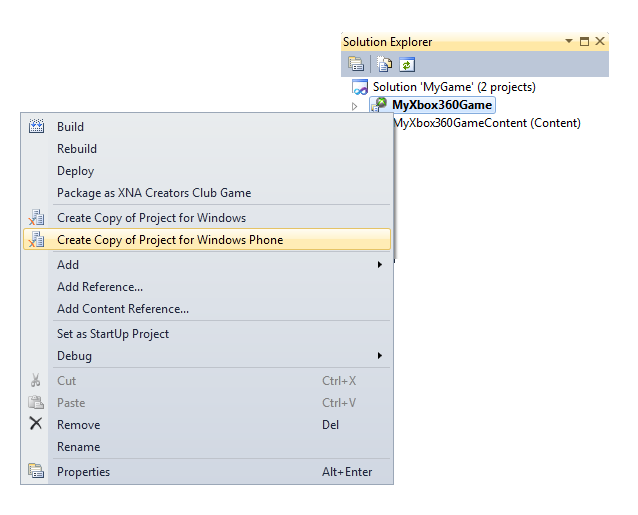 Solution Explorer
Solution 'MyGame' (2 projects)
MyXbox360Game
MyXbox360GameContent (Content)
Build
Rebuild
Deploy
Package as XNA Creators Club Game
Create Copy of Project for Windows
Create Copy of Project for Windows Phone
Add
Add Reference...
Add Content Reference...
Set as StartUp Project
Debug
Cut Ctrl+X
Paste Ctrl+V
Remove Del
Rename
Properties Alt+Enter